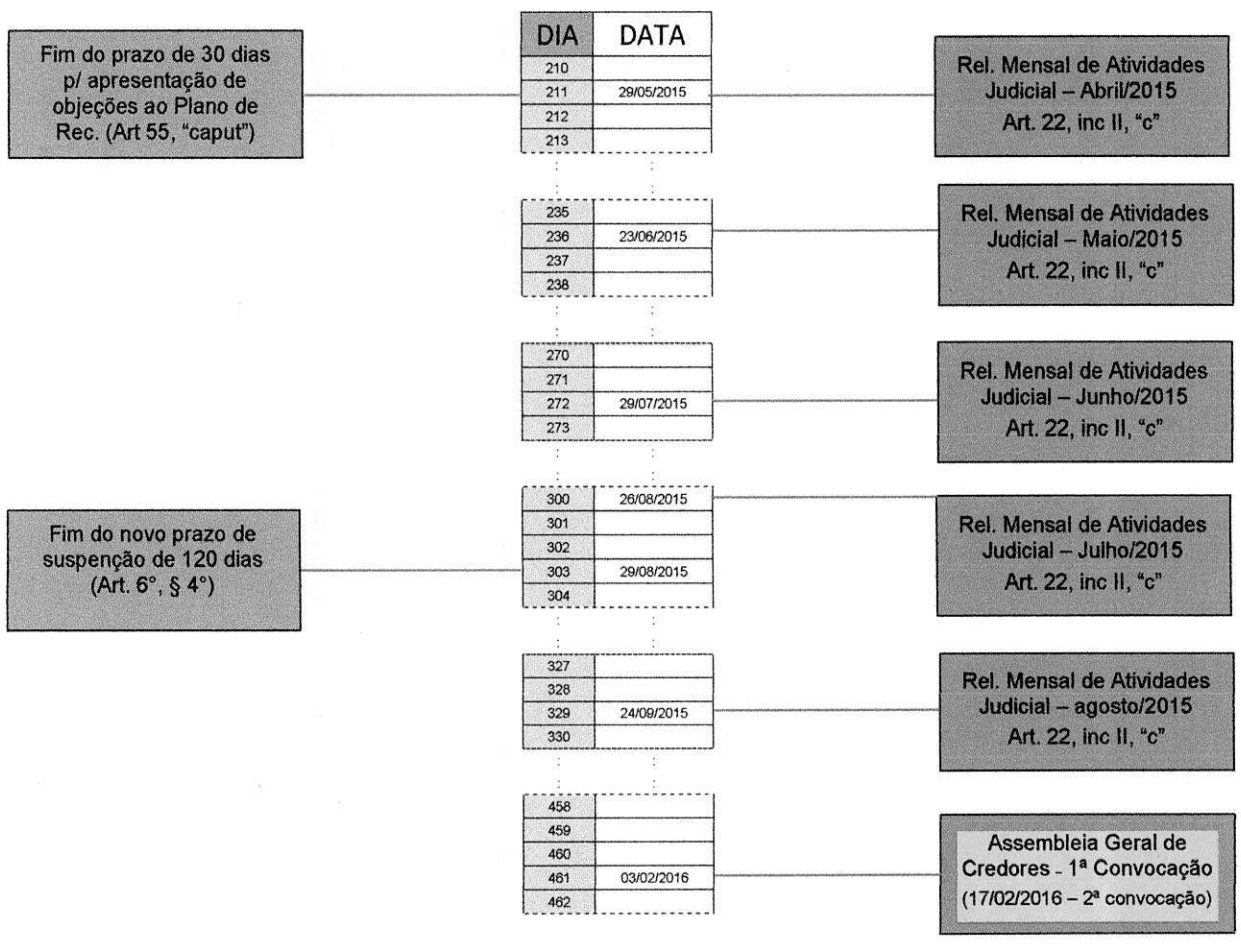 DIA DATA
Fim do prazo de 30 dias
p/ apresentação de
objeções ao Plano de
Rec. (Art 55, “caput”)
210
211 29/05/2015
212
213
Rel. Mensal de Atividades
Judicial – Abril/2015
Art. 22, inc II, “c”
235
236 23/06/2015
237
238
Rel. Mensal de Atividades
Judicial – Maio/2015
Art. 22, inc II, “c”
270
271
272 29/07/2015
273
Rel. Mensal de Atividades
Judicial – Junho/2015
Art. 22, inc II, “c”
Fim do novo prazo de
suspenção de 120 dias
(Art. 6°, § 4°)
300 26/08/2015
301
302
303 29/08/2015
304
Rel. Mensal de Atividades
Judicial – Julho/2015
Art. 22, inc II, “c”
327
328
329 24/09/2015
330
Rel. Mensal de Atividades
Judicial – agosto/2015
Art. 22, inc II, “c”
458
459
460
461 03/02/2016
462
Assembleia Geral de
Credores - 1ª Convocação
(17/02/2016 – 2ª convocação)